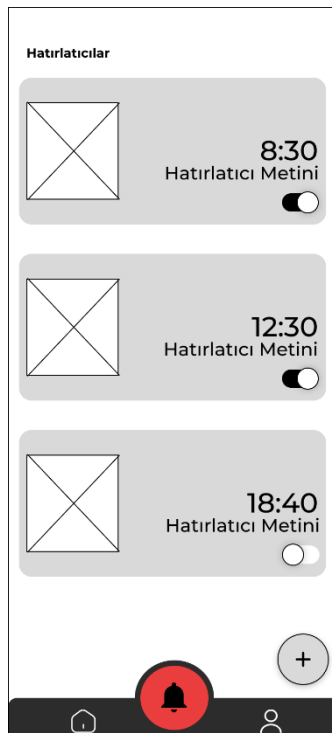 Hatırlatıcılar
8:30
Hatırlatıcı Metini
12:30
Hatırlatıcı Metini
18:40
Hatırlatıcı Metini
+